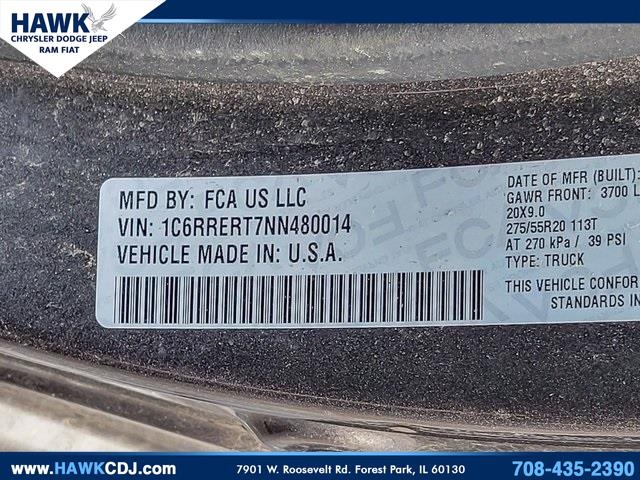 HAWK
CHRYSLER DODGE JEEP
RAM FIAT
MFD BY: FCA US LLC
VIN: 1C6RRERT7NN480014
VEHICLE MADE IN: U.S.A.
DATE OF MFR (BUILT):
GAWR FRONT: 3700 L
20X9.0
275/55R20 113T
AT 270 kPa / 39 PSI
TYPE: TRUCK
THIS VEHICLE CONFOR
STANDARDS IN
www.HAWKCDJ.com
7901 W. Roosevelt Rd. Forest Park, IL 60130
708-435-2390